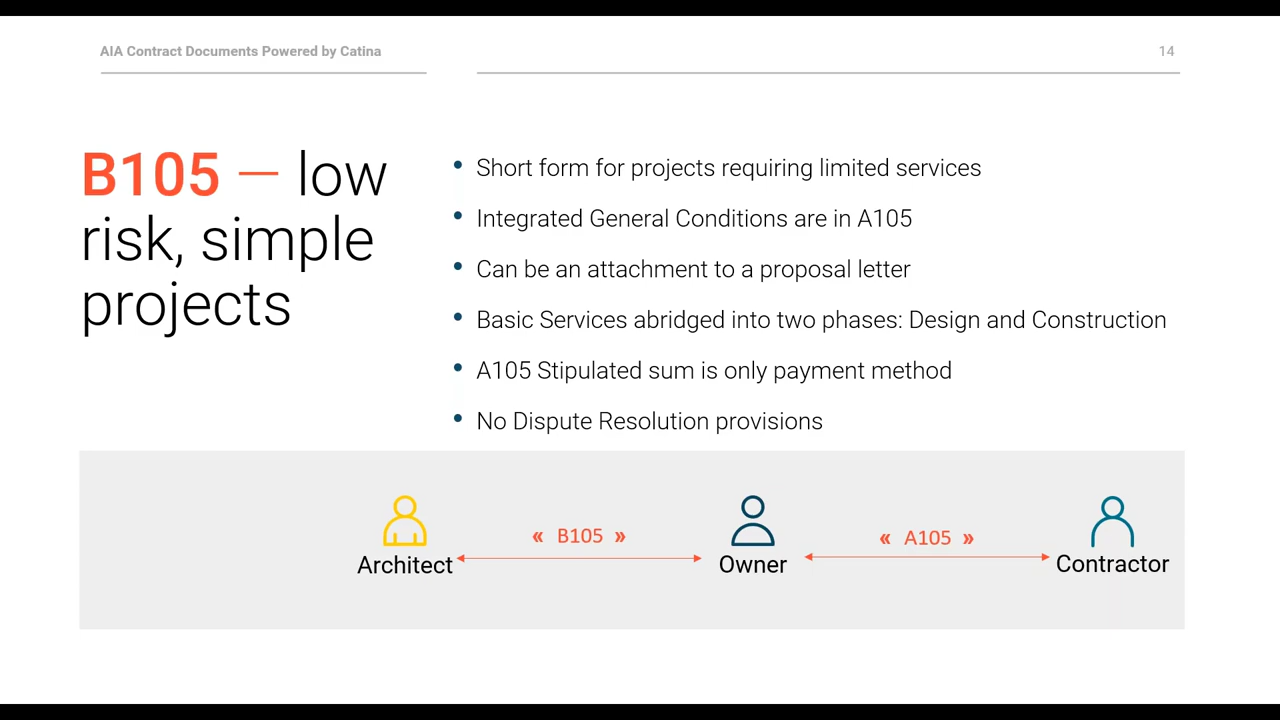 AIA Contract Documents Powered by Catina
14
B105 — low
risk, simple
projects
• Short form for projects requiring limited services
• Integrated General Conditions are in A105
• Can be an attachment to a proposal letter
• Basic Services abridged into two phases: Design and Construction
• A105 Stipulated sum is only payment method
• No Dispute Resolution provisions
« B105 »
« A105 »
Architect
Owner
Contractor